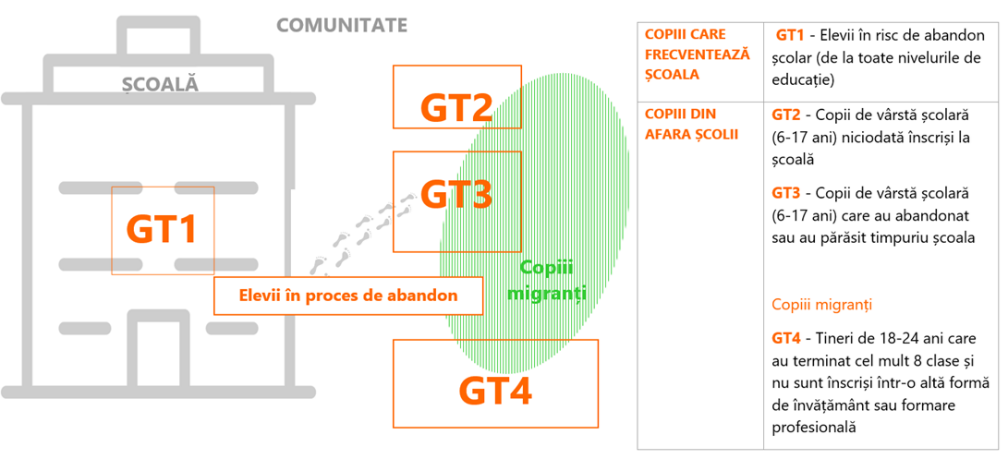 COMUNITATE
ȘCOALĂ
GT2
GT3
GT1
Copiii
migranți
Elevii în proces de abandon
GT4
COPIII CARE
FRECVENTEAZĂ
ȘCOALA
GT1 - Elevii în risc de abandon
școlar (de la toate nivelurile de
educație)
COPIII DIN
AFARA ȘCOLII
GT2 - Copii de vârstă școlară
(6-17 ani) niciodată înscriși la
școală
GT3 - Copii de vârstă școlară
(6-17 ani) care au abandonat
sau au părăsit timpuriu școala
Copiii migranți
GT4 - Tineri de 18-24 ani care
au terminat cel mult 8 clase și
nu sunt înscriși într-o altă formă
de învățământ sau formare
profesională